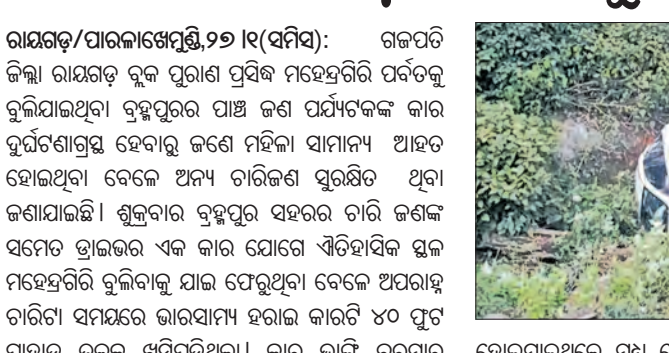 ରାୟଗଡ଼/ପାରଳାଖେମୁଣ୍ଡି,୨୭ ।୧(ସମିସ): ଗଜପତି
ଜିଲ୍ଲା ରାୟଗଡ଼ ବ୍ଲକ ପୁରାଣ ପ୍ରସିଦ୍ଧ ମହେନ୍ଦ୍ରଗିରି ପର୍ବତକୁ
ବୁଲିଯାଇଥିବା ବ୍ରହ୍ମପୁରର ପାଞ୍ଚ ଜଣ ପର୍ଯ୍ୟଟକଙ୍କ କାର
ଦୁର୍ଘଟଣାଗ୍ରସ୍ତ ହେବାରୁ ଜଣେ ମହିଳା ସାମାନ୍ୟ ଆହତ
ହୋଇଥିବା ବେଳେ ଅନ୍ୟ ଚାରିଜଣ ସୁରକ୍ଷିତ ଥିବା
ଜଣାଯାଇଛି। ଶୁକ୍ରବାର ବ୍ରହ୍ମପୁର ସହରର ଚାରି ଜଣଙ୍କ
ସମେତ ଡ୍ରାଇଭର ଏକ କାର ଯୋଗେ ଐତିହାସିକ ସ୍ଥଳ
ମହେନ୍ଦ୍ରଗିରି ବୁଲିବାକୁ ଯାଇ ଫେରୁଥିବା ବେଳେ ଅପରାହ୍ନ
ଚାରିଟା ସମୟରେ ଭାରସାମ୍ୟ ହରାଇ କାରଟି ୪୦ ଫୁଟ